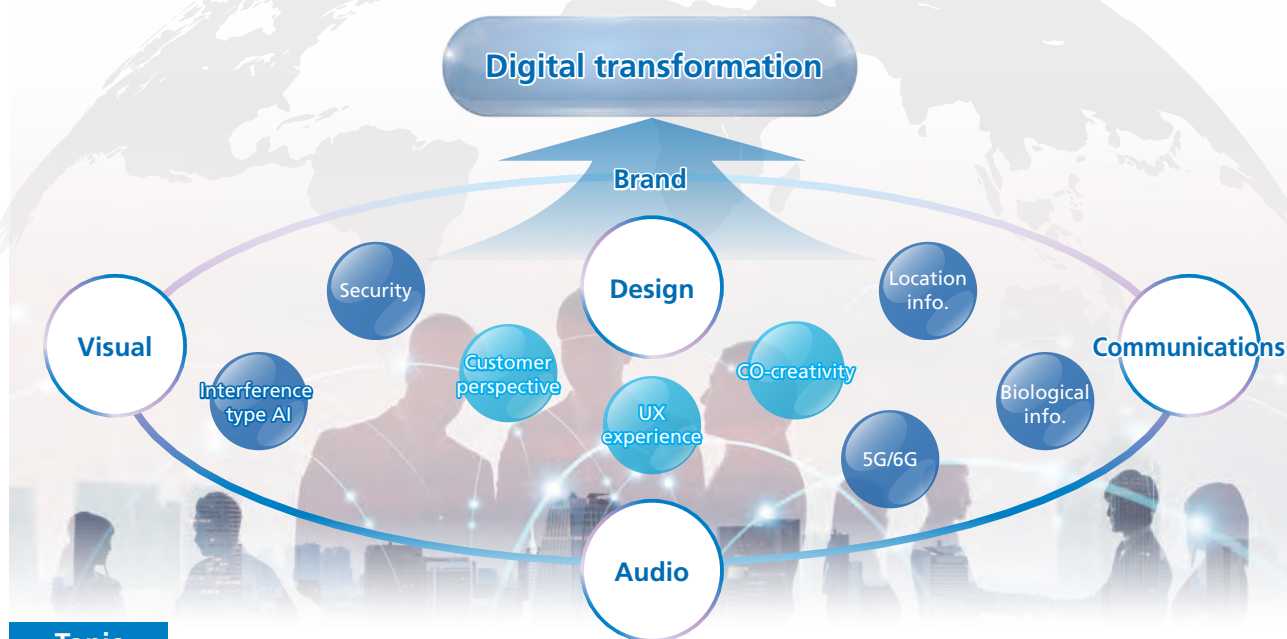 Digital transformation
Brand
Security
Design
Location
info.
Visual
Communications
Customer
perspective
CO-creativity
Interference
type AI
Biological
info.
UX
experience
5G/6G
Audio
Topic